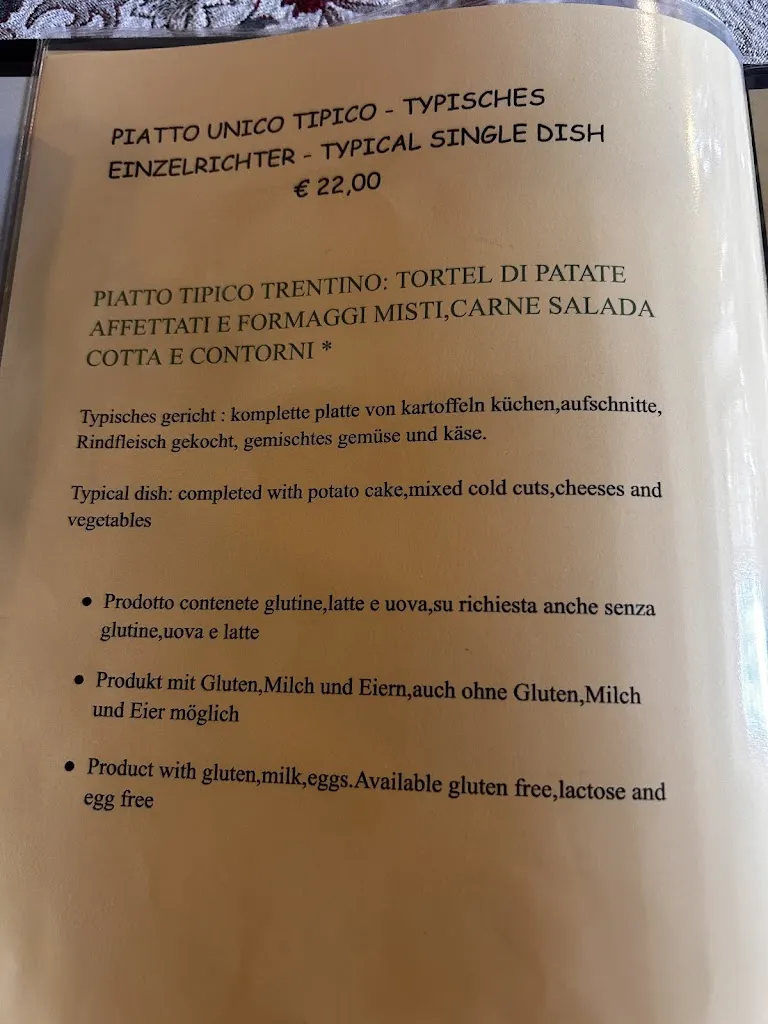 PIATTO UNICO TIPICO - TYPISCHES
EINZELRICHTER - TYPICAL SINGLE DISH
€ 22,00
PIATTO TIPICO TRENTINO: TORTEL DI PATATE
AFFETTATI E FORMAGGI MISTI,CARNE SALADA
COTTA E CONTORNI *
Typisches gericht : komplette platte von kartoffeln küchen,aufschnitte,
Rindfleisch gekocht, gemischtes gemüse und käse.
Typical dish: completed with potato cake,mixed cold cuts,cheeses and
vegetables
• Prodotto contenete glutine,latte e uova,su richiesta anche senza
glutine,uova e latte
• Produkt mit Gluten,Milch und Eiern,auch ohne Gluten,Milch
und Eier möglich
• Product with gluten,milk,eggs.Available gluten free,lactose and
egg free